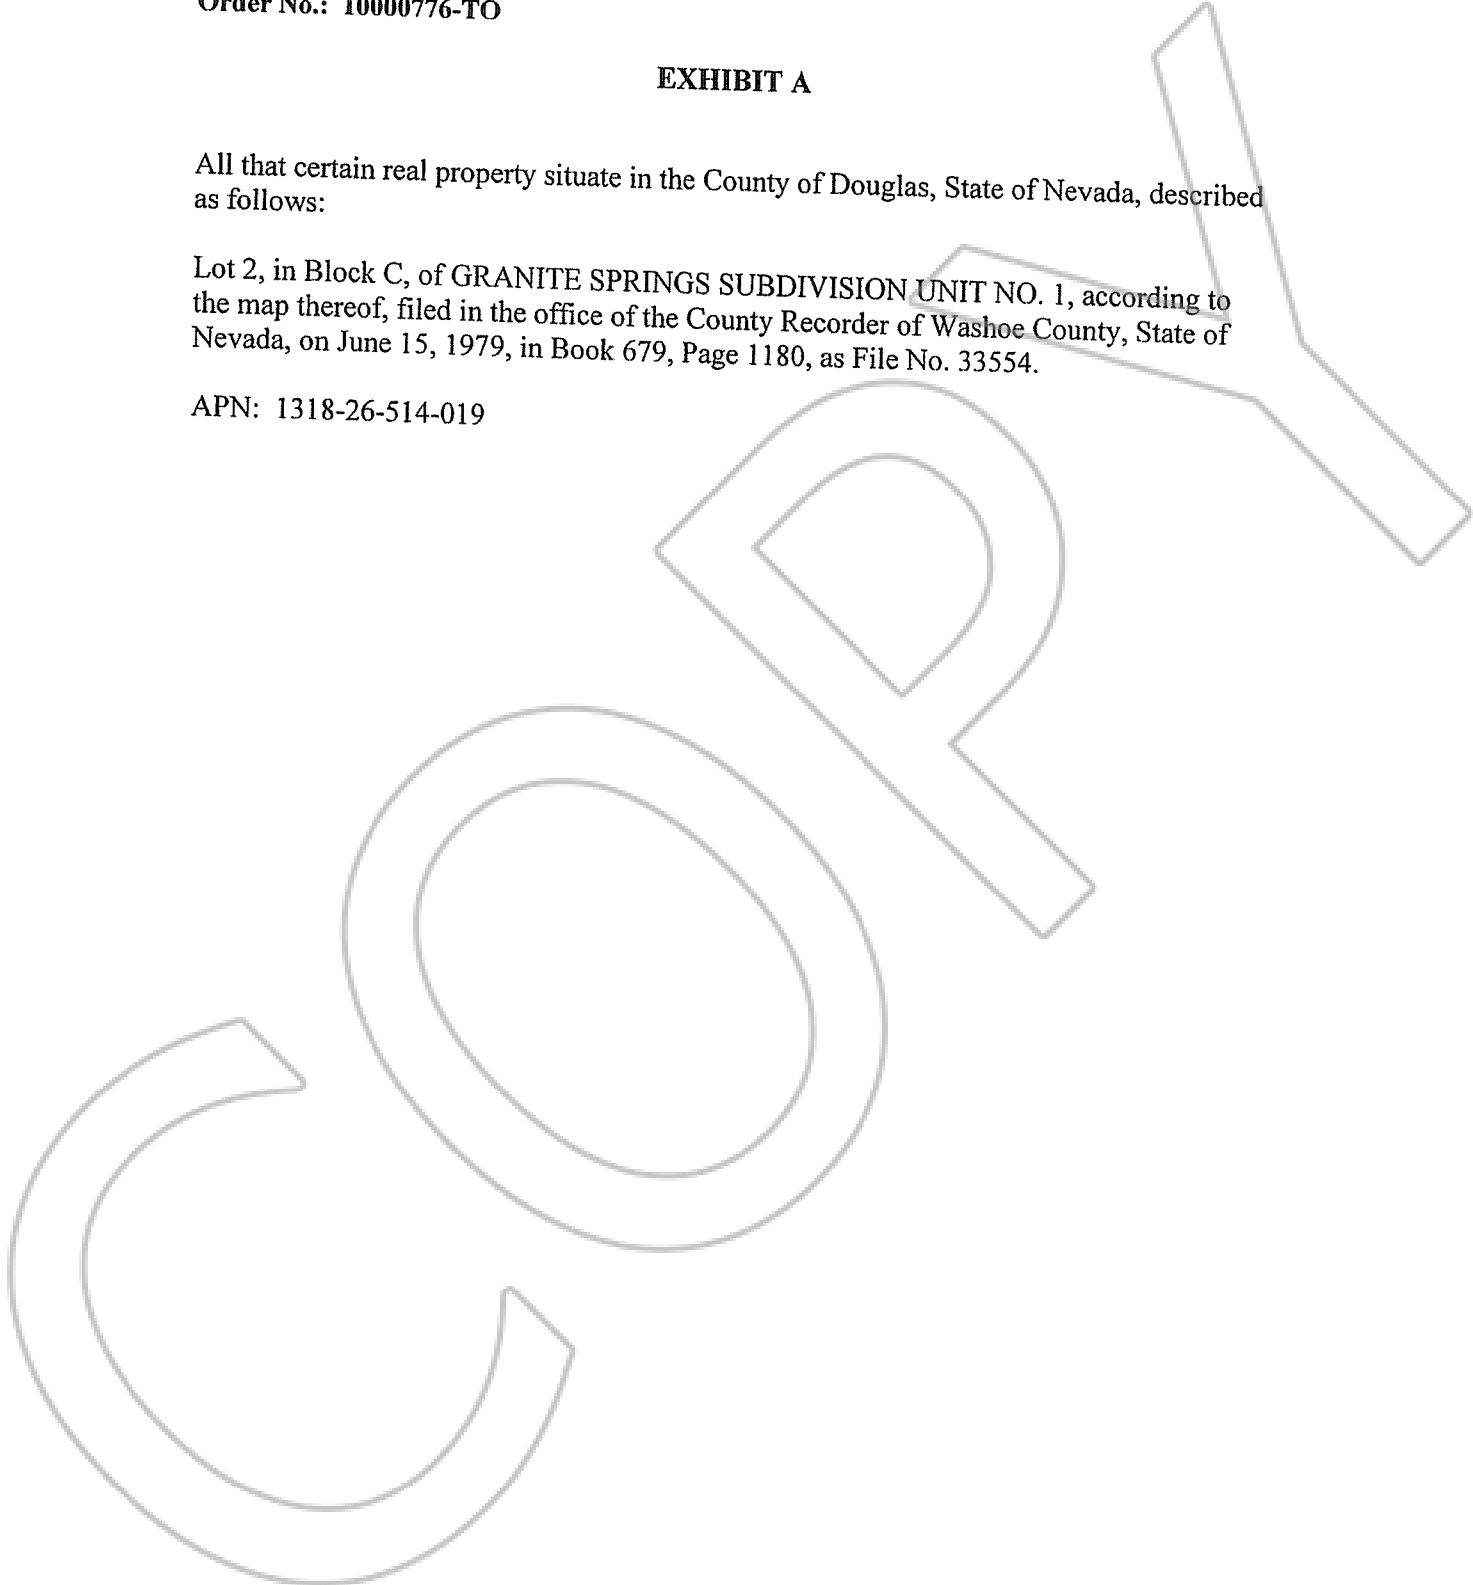 Order No.: 10000776-TO
EXHIBIT A
All that certain real property situate in the County of Douglas, State of Nevada, described
as follows:
Lot 2, in Block C, of GRANITE SPRINGS SUBDIVISION UNIT NO. 1, according to
the map thereof, filed in the office of the County Recorder of Washoe County, State of
Nevada, on June 15, 1979, in Book 679, Page 1180, as File No. 33554.
APN: 1318-26-514-019
COPY